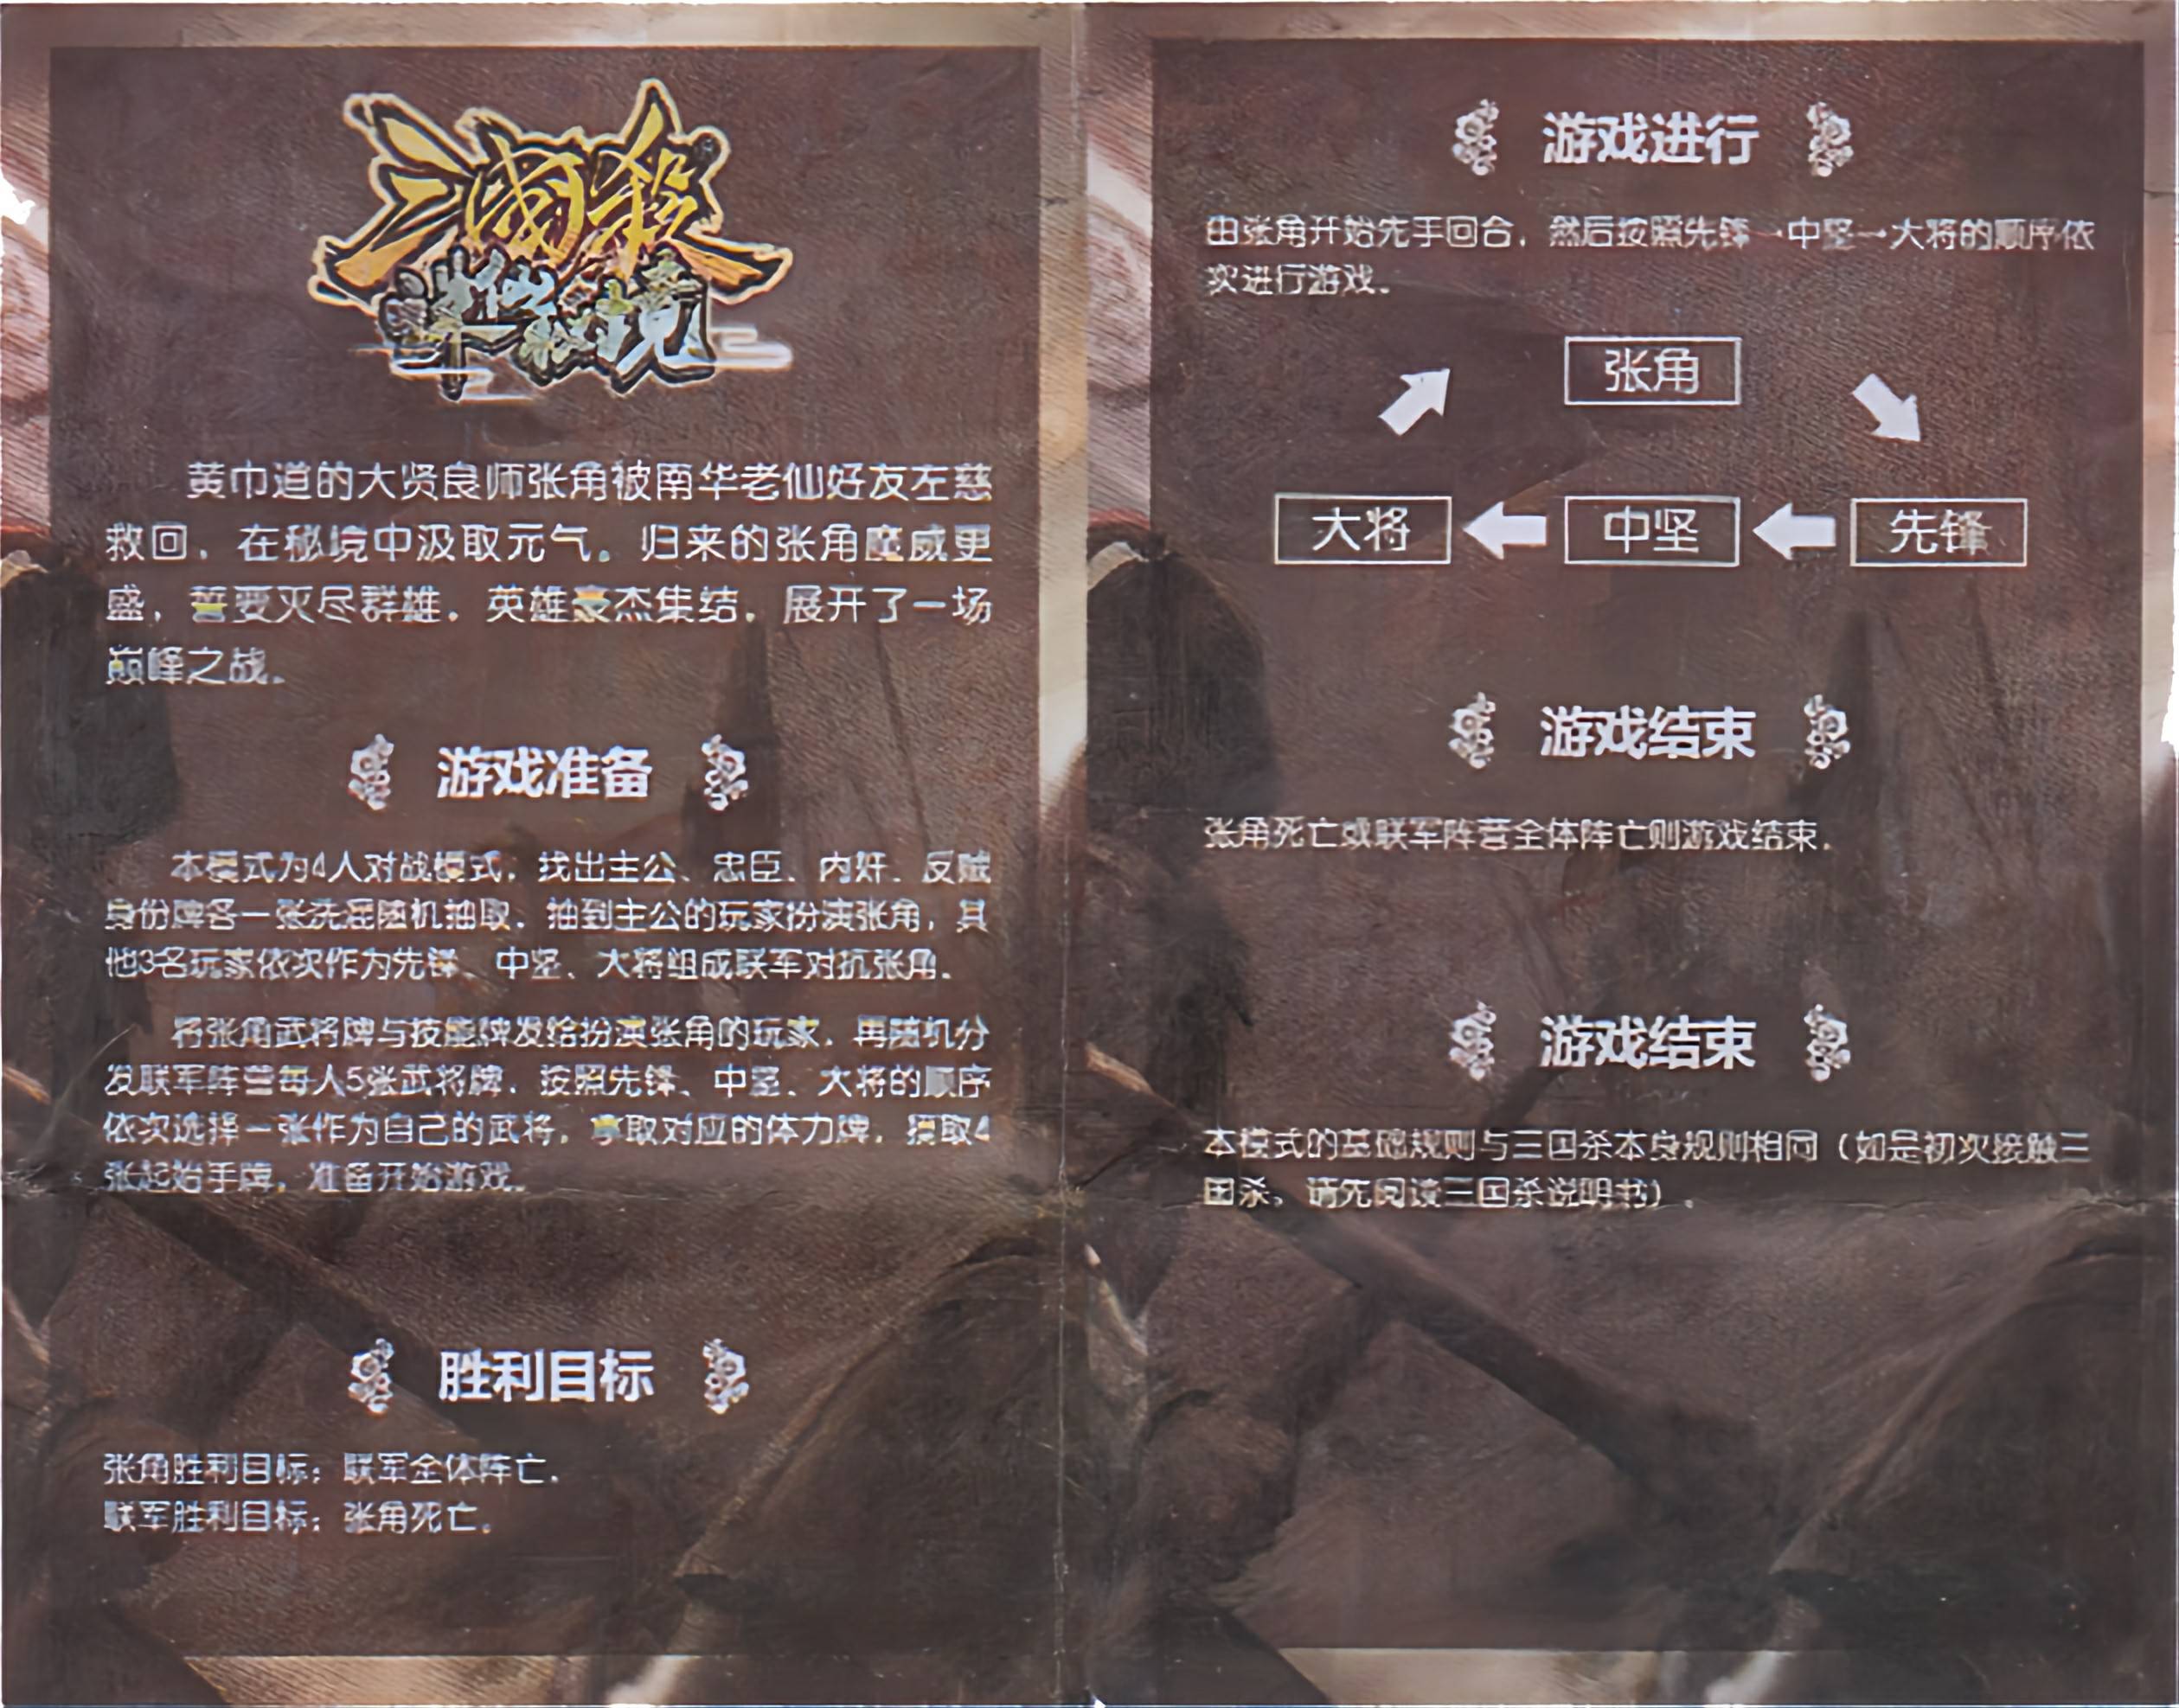 三国杀
群仙秘境
黄巾道的大贤良师张角被南华老仙好友左慈
救回，在秘境中汲取元气。归来的张角魔威更
盛，誓要灭尽群雄。英雄豪杰集结，展开了一场
巅峰之战。
游戏准备
本模式为4人对战模式，找出主公、忠臣、内奸、反贼
身份牌各一张洗混随机抽取，抽到主公的玩家扮演张角，其
他3名玩家依次作为先锋、中坚、大将组成联军对抗张角。
将张角武将牌与技能牌发给扮演张角的玩家，再随机分
发联军阵营每人5张武将牌，按照先锋、中坚、大将的顺序
依次选择一张作为自己的武将，拿取对应的体力牌，摸取4
张起始手牌，准备开始游戏。
胜利目标
张角胜利目标：联军全体阵亡。
联军胜利目标：张角死亡。
游戏进行
由张角开始先手回合，然后按照先锋→中坚→大将的顺序依
次进行游戏。
张角
大将
中坚
先锋
游戏结束
张角死亡或联军阵营全体阵亡则游戏结束。
游戏结束
本模式的基础规则与三国杀本身规则相同（如是初次接触三
国杀，请先阅读三国杀说明书）。